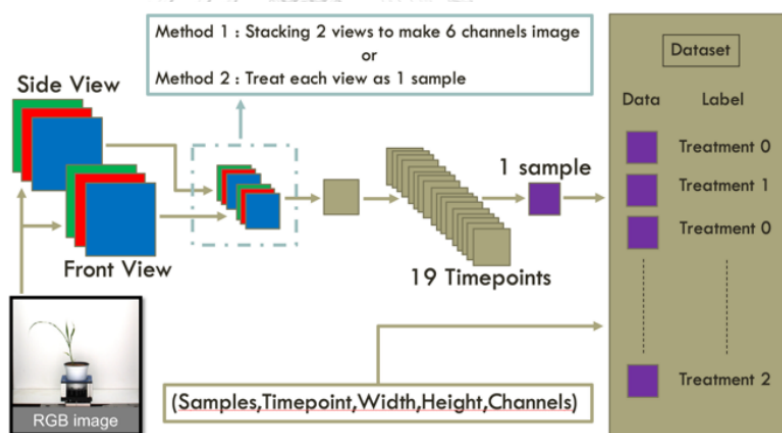 Method 1 : Stacking 2 views to make 6 channels image
or
Method 2 : Treat each view as 1 sample
Side View
Front View
RGB image
19 Timepoints
1 sample
(Samples,Timepoint,Width,Height,Channels)
Dataset
Data Label
Treatment 0
Treatment 1
Treatment 0
Treatment 2